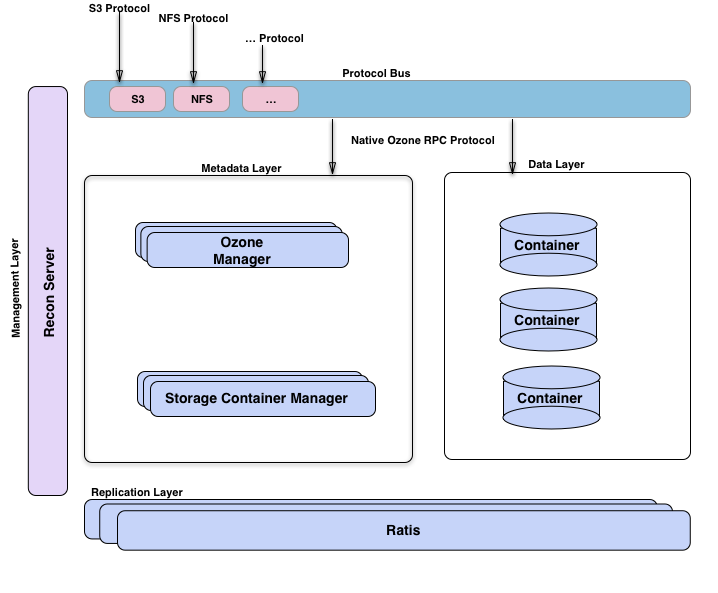 S3 Protocol
NFS Protocol
... Protocol
Protocol Bus
S3
NFS
...
Native Ozone RPC Protocol
Metadata Layer
Data Layer
Management Layer
Recon Server
Ozone
Manager
Container
Container
Storage Container Manager
Container
Replication Layer
Ratis